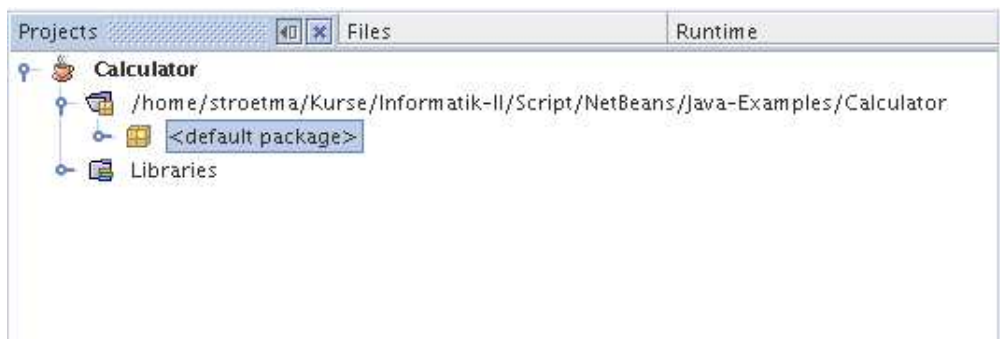 Projects Files Runtime
Calculator
/home/stroetma/Kurse/Informatik-II/Script/NetBeans/Java-Examples/Calculator
<default package>
Libraries